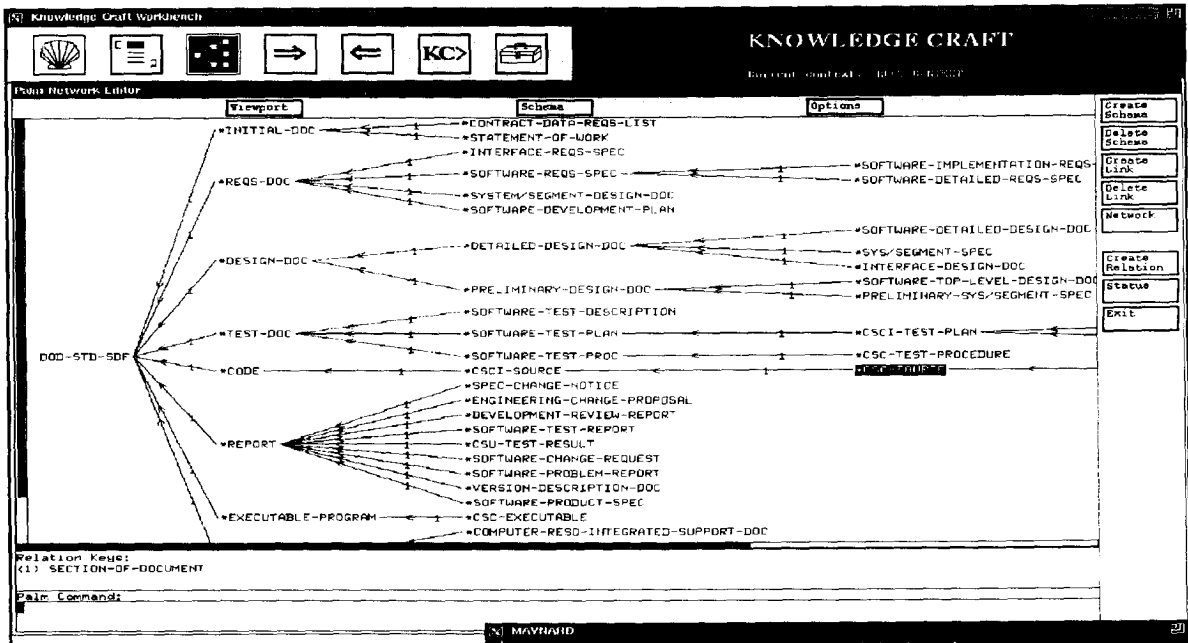 Knowledge Craft Workbench
KC>
KNOWLEDGE CRAFT
Palm Network Editor
Viewport
Schema
Options
Create Schema
Delete Schema
Create Link
Delete Link
Network
Create Relation
Status
Exit
DOD-STD-SDF
*INITIAL-DOC
*CONTRACT-DATA-REQS-LIST
*STATEMENT-OF-WORK
*REQS-DOC
*INTERFACE-REQS-SPEC
*SOFTWARE-REQS-SPEC
*SOFTWARE-IMPLEMENTATION-REQS-
*SOFTWARE-DETAILED-REQS-SPEC
*SYSTEM/SEGMENT-DESIGN-DOC
*SOFTWARE-DEVELOPMENT-PLAN
*DESIGN-DOC
*DETAILED-DESIGN-DOC
*SOFTWARE-DETAILED-DESIGN-DOC
*SYS/SEGMENT-SPEC
*INTERFACE-DESIGN-DOC
*PRELIMINARY-DESIGN-DOC
*SOFTWARE-TOP-LEVEL-DESIGN-DOC
*PRELIMINARY-SYS/SEGMENT-SPEC
*TEST-DOC
*SOFTWARE-TEST-DESCRIPTION
*SOFTWARE-TEST-PLAN
*CSCI-TEST-PLAN
*SOFTWARE-TEST-PROC
*CSC-TEST-PROCEDURE
*CODE
*CSCI-SOURCE
*CSC-SOURCE
*REPORT
*SPEC-CHANGE-NOTICE
*ENGINEERING-CHANGE-PROPOSAL
*DEVELOPMENT-REVIEW-REPORT
*SOFTWARE-TEST-REPORT
*CSU-TEST-RESULT
*SOFTWARE-CHANGE-REQUEST
*SOFTWARE-PROBLEM-REPORT
*VERSION-DESCRIPTION-DOC
*SOFTWARE-PRODUCT-SPEC
*EXECUTABLE-PROGRAM
*CSC-EXECUTABLE
*COMPUTER-RESO-INTEGRATED-SUPPORT-DOC
Relation Keys:
<1> SECTION-OF-DOCUMENT
Palm Command:
MAYNARD